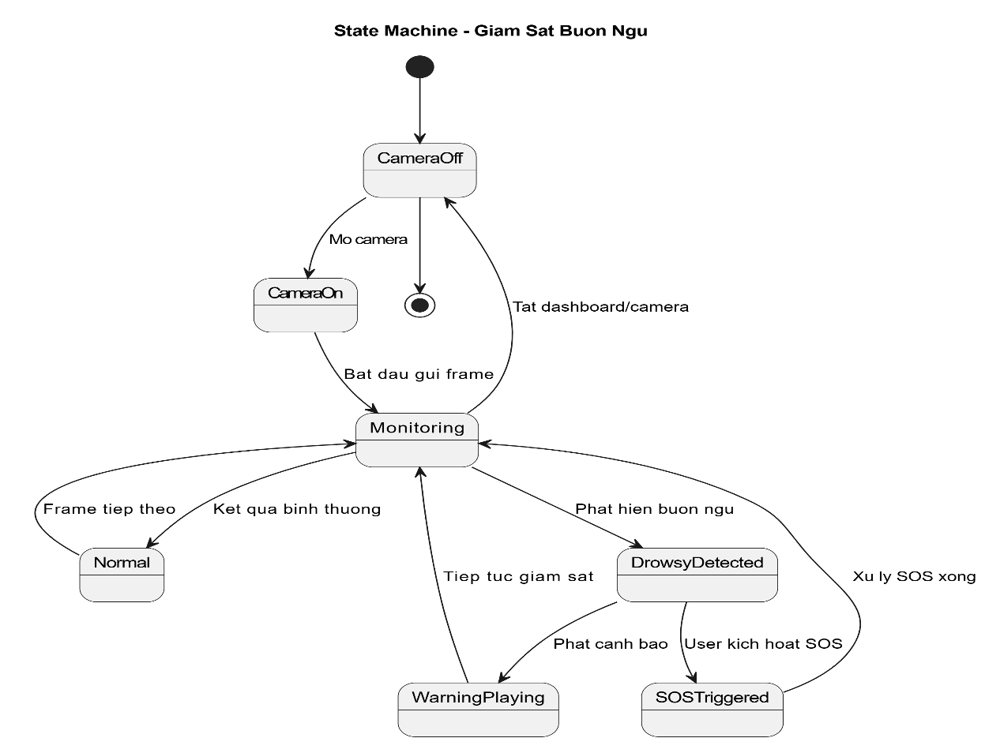 State Machine - Giam Sat Buon Ngu
CameraOff
Mo camera
CameraOn
Tat dashboard/camera
Bat dau gui frame
Monitoring
Frame tiep theo
Ket qua binh thuong
Phat hien buon ngu
Normal
DrowsyDetected
Tiep tuc giam sat
Xu ly SOS xong
Phat canh bao
User kich hoat SOS
WarningPlaying
SOSTriggered